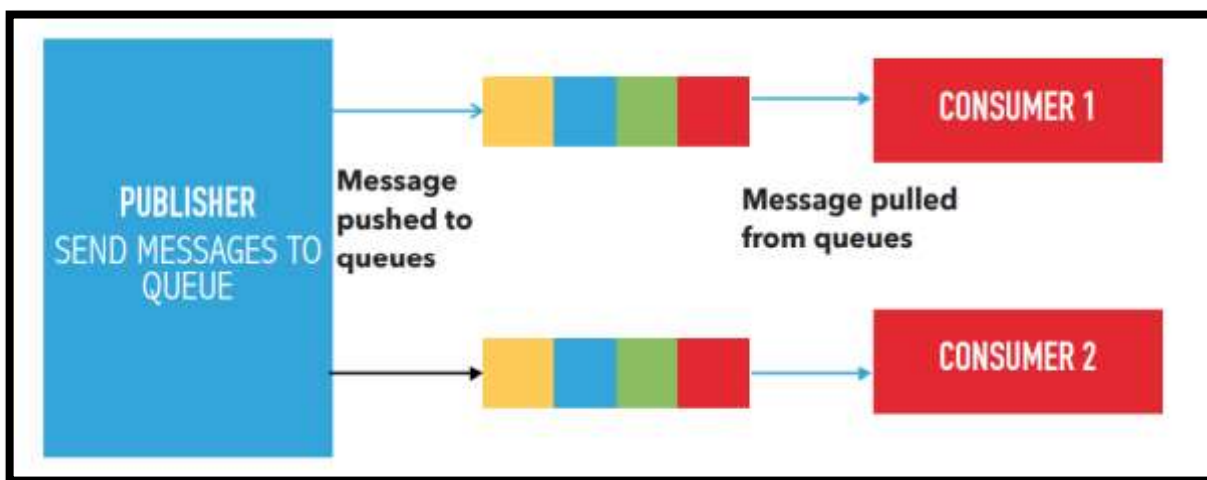 PUBLISHER
SEND MESSAGES TO
QUEUE
Message
pushed to
queues
CONSUMER 1
Message pulled
from queues
CONSUMER 2